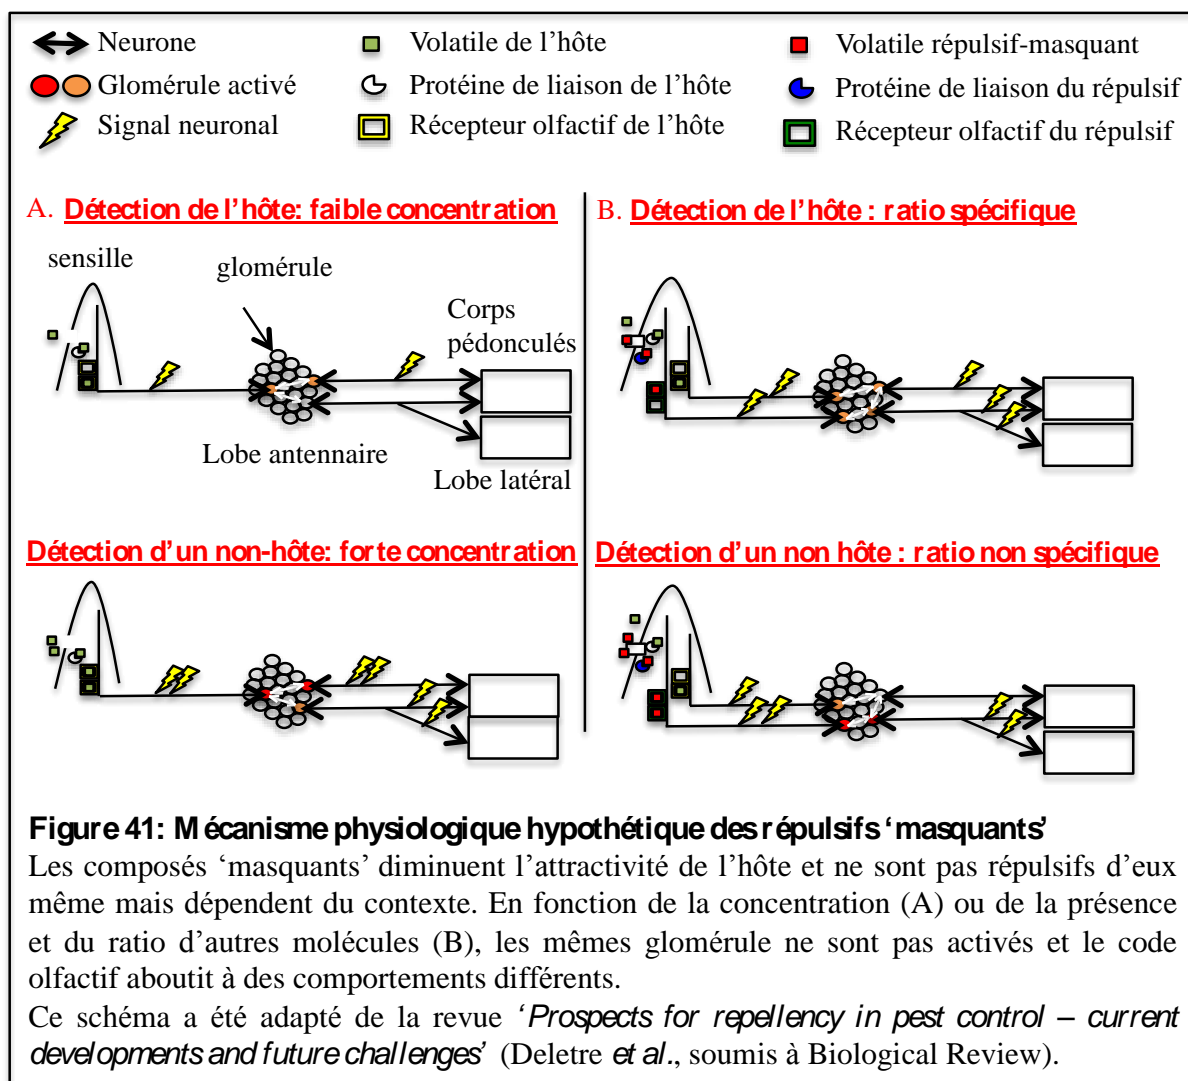 Neurone
Volatile de l’hôte
Volatile répulsif-masquant
Glomérule activé
Protéine de liaison de l’hôte
Protéine de liaison du répulsif
Signal neuronal
Récepteur olfactif de l’hôte
Récepteur olfactif du répulsif
A. Détection de l’hôte: faible concentration
sensille
glomérule
Corps
pédonculés
Lobe antennaire
Lobe latéral
Détection d’un non-hôte: forte concentration
B. Détection de l’hôte : ratio spécifique
Détection d’un non hôte : ratio non spécifique
Figure 41: Mécanisme physiologique hypothétique des répulsifs ‘masquants’
Les composés ‘masquants’ diminuent l’attractivité de l’hôte et ne sont pas répulsifs d’eux
même mais dépendent du contexte. En fonction de la concentration (A) ou de la présence
et du ratio d’autres molécules (B), les mêmes glomérule ne sont pas activés et le code
olfactif aboutit à des comportements différents.
Ce schéma a été adapté de la revue ‘Prospects for repellency in pest control – current
developments and future challenges’ (Deletre et al., soumis à Biological Review).